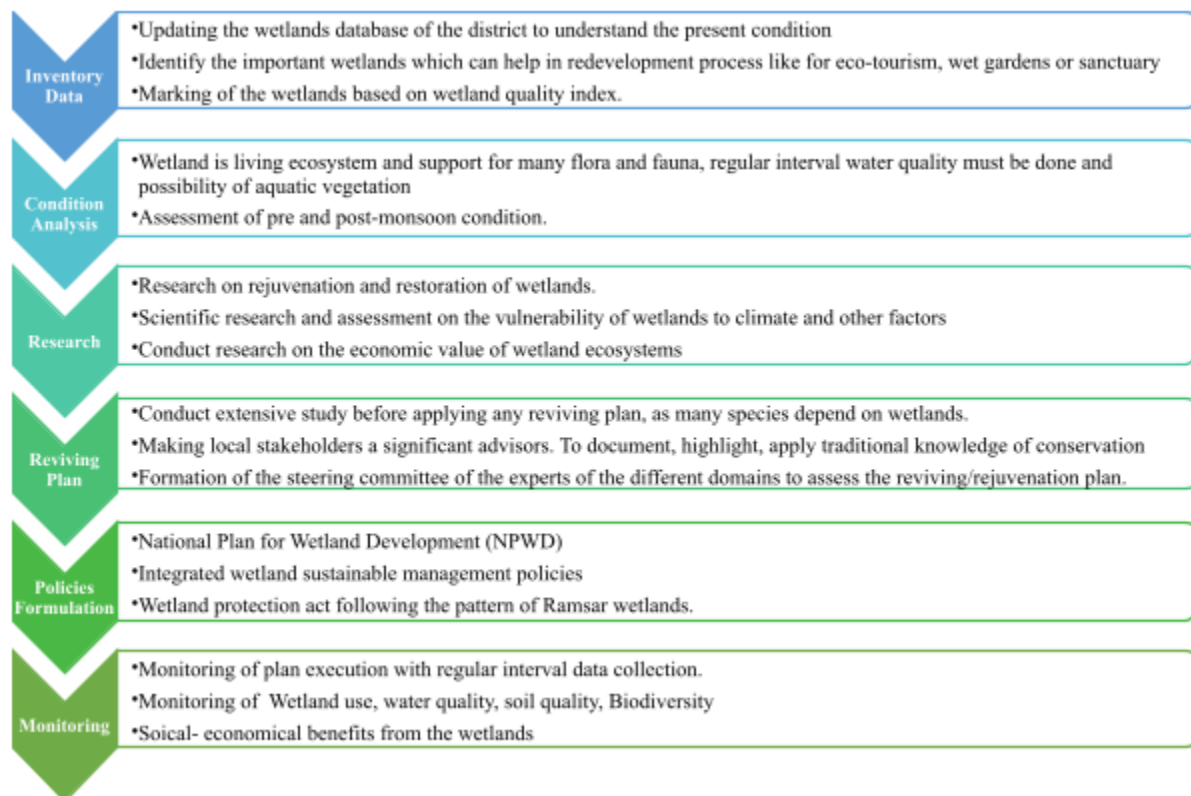 Inventory
Data
•Updating the wetlands database of the district to understand the present condition
•Identify the important wetlands which can help in redevelopment process like for eco-tourism, wet gardens or sanctuary
•Marking of the wetlands based on wetland quality index.
Condition
Analysis
•Wetland is living ecosystem and support for many flora and fauna, regular interval water quality must be done and
possibility of aquatic vegetation
•Assessment of pre and post-monsoon condition.
Research
•Research on rejuvenation and restoration of wetlands.
•Scientific research and assessment on the vulnerability of wetlands to climate and other factors
•Conduct research on the economic value of wetland ecosystems
Reviving
Plan
•Conduct extensive study before applying any reviving plan, as many species depend on wetlands.
•Making local stakeholders a significant advisors. To document, highlight, apply traditional knowledge of conservation
•Formation of the steering committee of the experts of the different domains to assess the reviving/rejuvenation plan.
Policies
Formulation
•National Plan for Wetland Development (NPWD)
•Integrated wetland sustainable management policies
•Wetland protection act following the pattern of Ramsar wetlands.
Monitoring
•Monitoring of plan execution with regular interval data collection.
•Monitoring of  Wetland use, water quality, soil quality, Biodiversity
•Soical- economical benefits from the wetlands